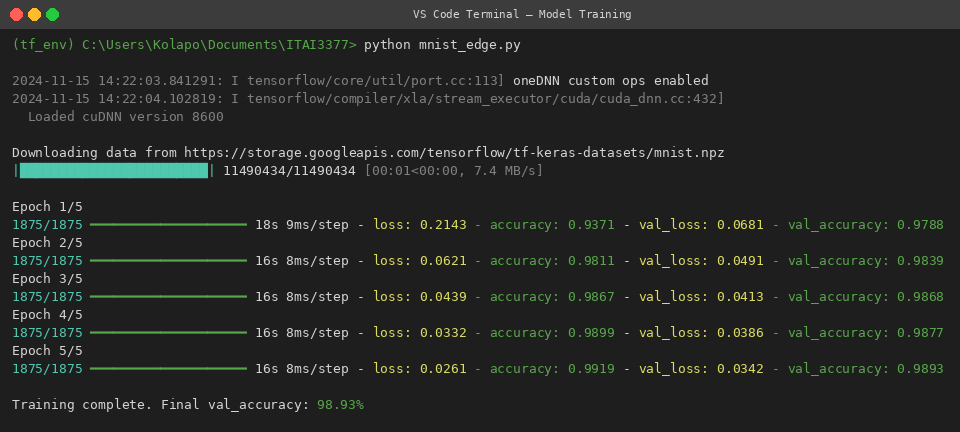 VS Code Terminal — Model Training
(tf_env) C:\Users\Kolapo\Documents\ITAI3377> python mnist_edge.py
2024-11-15 14:22:03.841291: I tensorflow/core/util/port.cc:113] oneDNN custom ops enabled
2024-11-15 14:22:04.102819: I tensorflow/compiler/xla/stream_executor/cuda/cuda_dnn.cc:432]
Loaded cuDNN version 8600
Downloading data from https://storage.googleapis.com/tensorflow/tf-keras-datasets/mnist.npz
|████████████████████████| 11490434/11490434 [00:01<00:00, 7.4 MB/s]
Epoch 1/5
1875/1875 ━━━━━━━━━━━━━━━━━━━━ 18s 9ms/step - loss: 0.2143 - accuracy: 0.9371 - val_loss: 0.0681 - val_accuracy: 0.9788
Epoch 2/5
1875/1875 ━━━━━━━━━━━━━━━━━━━━ 16s 8ms/step - loss: 0.0621 - accuracy: 0.9811 - val_loss: 0.0491 - val_accuracy: 0.9839
Epoch 3/5
1875/1875 ━━━━━━━━━━━━━━━━━━━━ 16s 8ms/step - loss: 0.0439 - accuracy: 0.9867 - val_loss: 0.0413 - val_accuracy: 0.9868
Epoch 4/5
1875/1875 ━━━━━━━━━━━━━━━━━━━━ 16s 8ms/step - loss: 0.0332 - accuracy: 0.9899 - val_loss: 0.0386 - val_accuracy: 0.9877
Epoch 5/5
1875/1875 ━━━━━━━━━━━━━━━━━━━━ 16s 8ms/step - loss: 0.0261 - accuracy: 0.9919 - val_loss: 0.0342 - val_accuracy: 0.9893
Training complete. Final val_accuracy: 98.93%